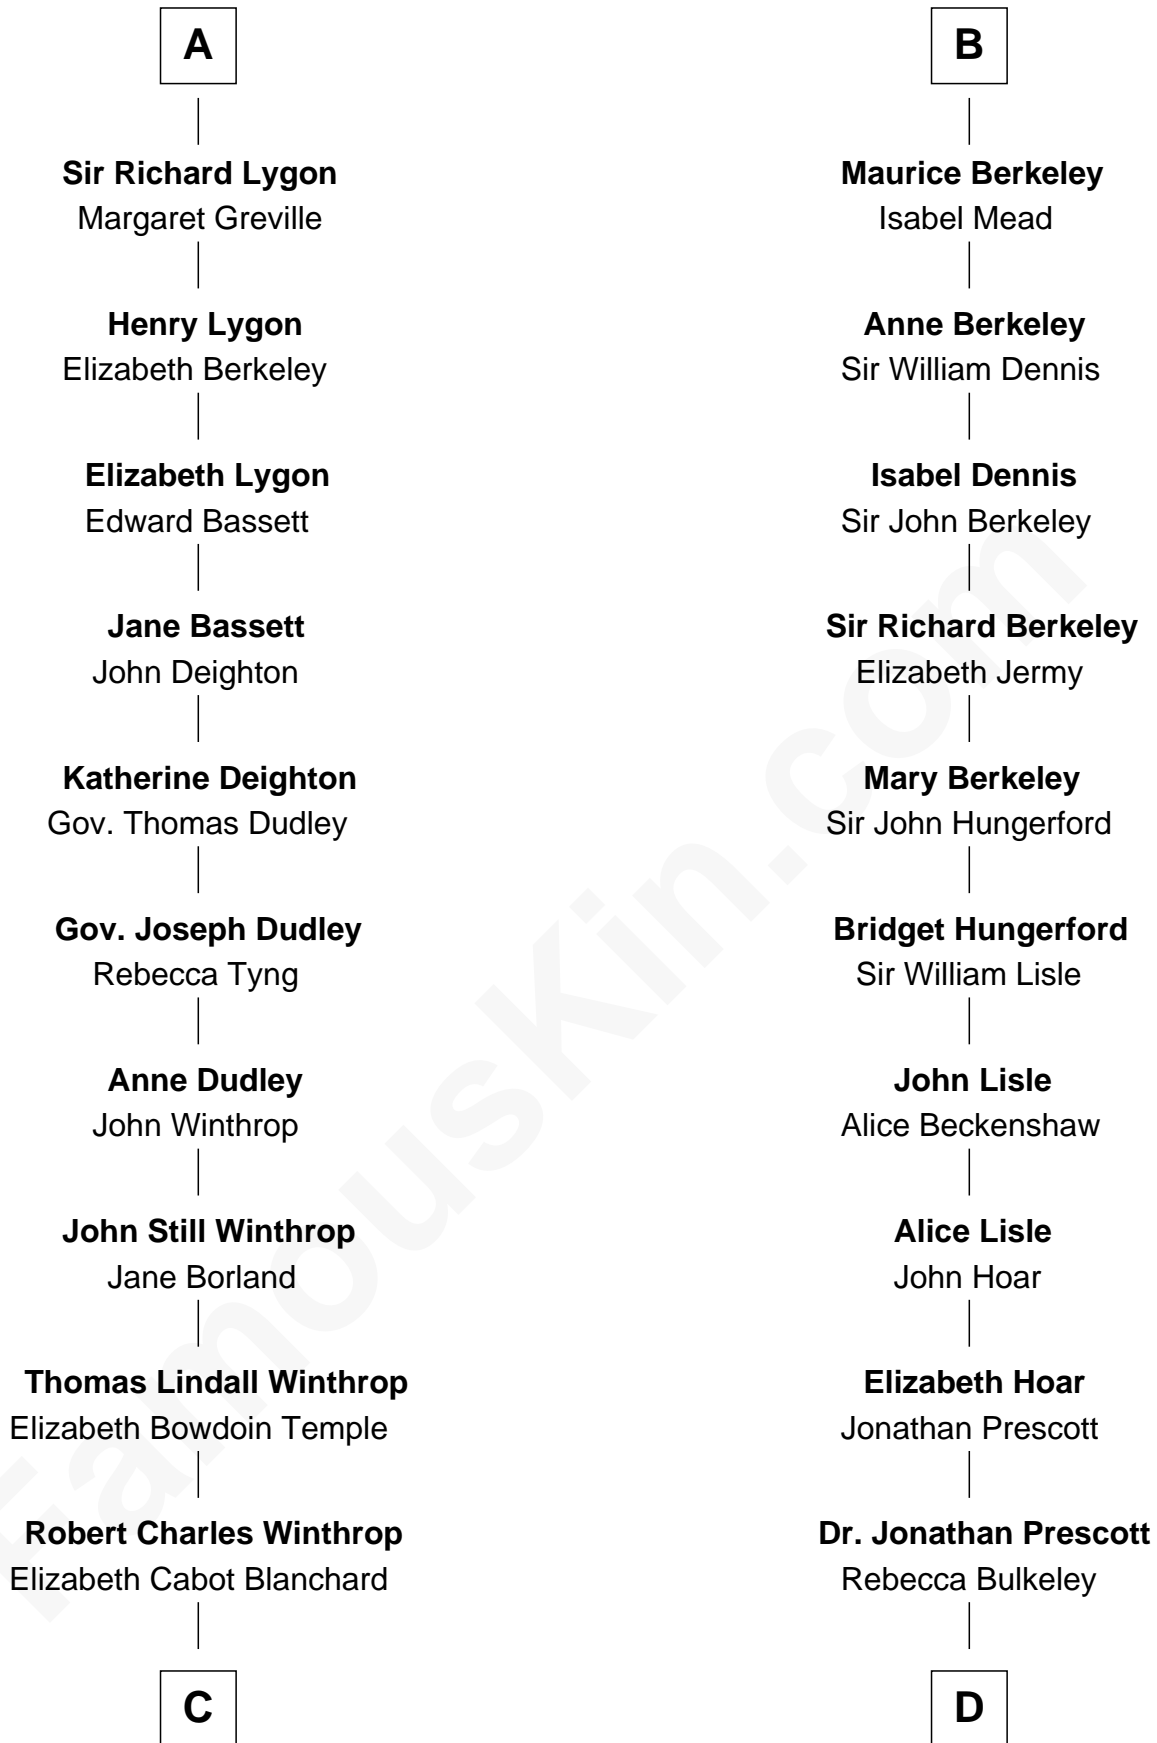 A
Sir Richard Lygon
Margaret Greville
Henry Lygon
Elizabeth Berkeley
Elizabeth Lygon
Edward Bassett
Jane Bassett
John Deighton
Katherine Deighton
Gov. Thomas Dudley
Gov. Joseph Dudley
Rebecca Tyng
Anne Dudley
John Winthrop
John Still Winthrop
Jane Borland
Thomas Lindall Winthrop
Elizabeth Bowdoin Temple
Robert Charles Winthrop
Elizabeth Cabot Blanchard
C
B
Maurice Berkeley
Isabel Mead
Anne Berkeley
Sir William Dennis
Isabel Dennis
Sir John Berkeley
Sir Richard Berkeley
Elizabeth Jermy
Mary Berkeley
Sir John Hungerford
Bridget Hungerford
Sir William Lisle
John Lisle
Alice Beckenshaw
Alice Lisle
John Hoar
Elizabeth Hoar
Jonathan Prescott
Dr. Jonathan Prescott
Rebecca Bulkeley
D
FamousKin.com